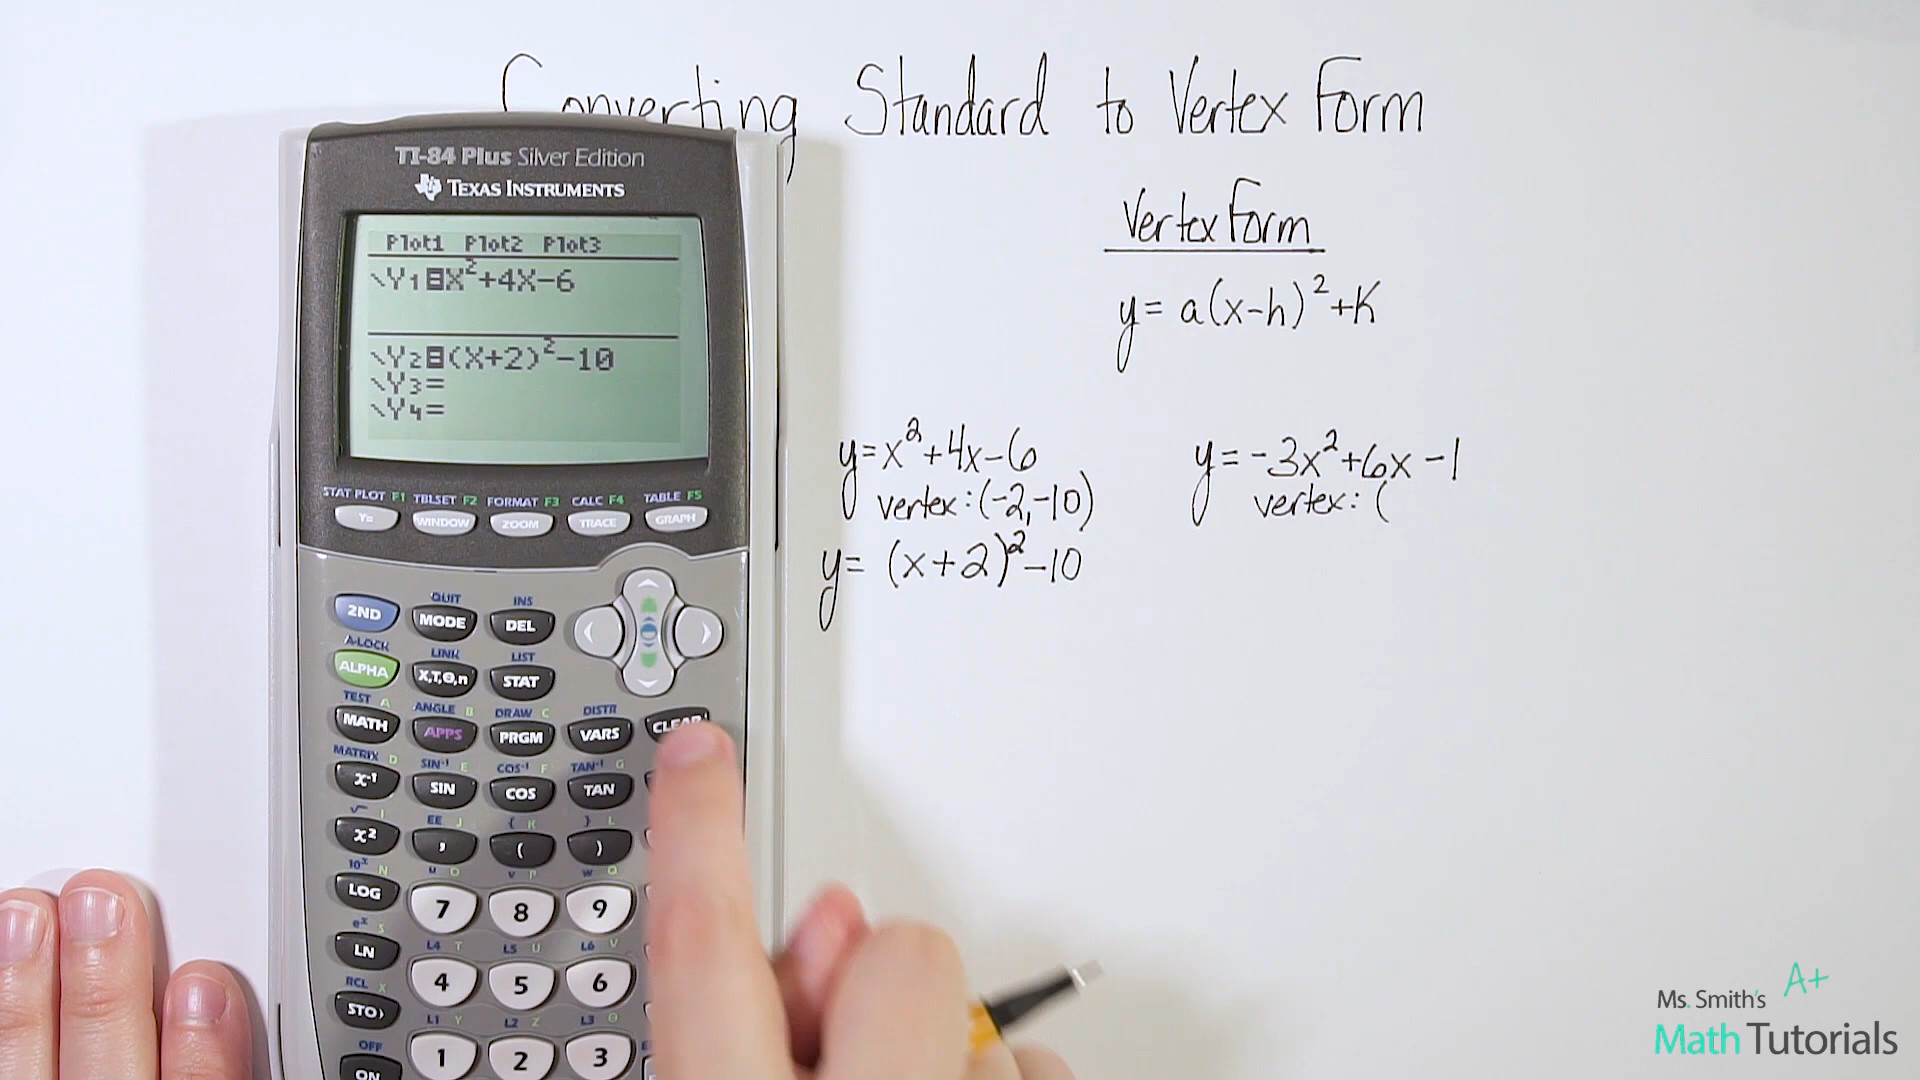 Converting Standard to Vertex Form
TI-84 Plus Silver Edition
TEXAS INSTRUMENTS
Plot1 Plot2 Plot3
\Y1=X²+4X-6
\Y2=(X+2)²-10
\Y3=
\Y4=
STAT PLOT F1 TBLSET F2 FORMAT F3 CALC F4 TABLE F5
Y= WINDOW ZOOM TRACE GRAPH
QUIT INS
2ND MODE DEL
A-LOCK LINK LIST
ALPHA X,T,Θ,n STAT
TEST A ANGLE B DRAW C DISTR
MATH APPS PRGM VARS CLEAR
MATRIX D SIN⁻¹ E COS⁻¹ F TAN⁻¹ G
x⁻¹ SIN COS TAN
√ I EE J { K } L
x² , ( )
10ˣ N u O v P w Q
LOG 7 8 9
eˣ S L4 T L5 U L6 V
LN 4 5 6
RCL X L1 Y L2 Z L3 θ
STO› 1 2 3
OFF
ON
Vertex Form
y= a(x-h)²+K
y=x²+4x-6
vertex:(-2,-10)
y= (x+2)²-10
y=-3x²+6x-1
vertex: (
Ms. Smith's A+
Math Tutorials